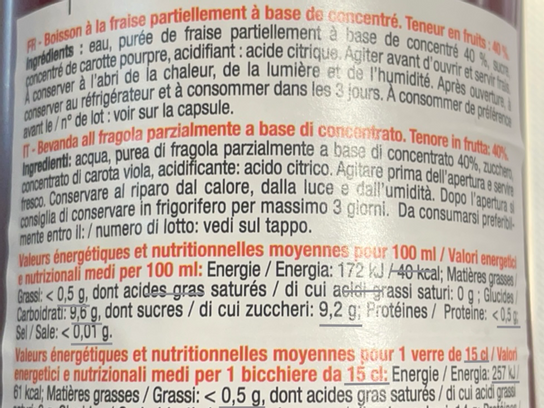 FR - Boisson à la fraise partiellement à base de concentré. Teneur en fruits : 40 %.
Ingrédients : eau, purée de fraise partiellement à base de concentré 40 %, sucre,
concentré de carotte pourpre, acidifiant : acide citrique. Agiter avant d'ouvrir et servir frais.
A conserver à l'abri de la chaleur, de la lumière et de l'humidité. Après ouverture, à
conserver au réfrigérateur et à consommer dans les 3 jours. À consommer de préférence
avant le / n° de lot : voir sur la capsule.
IT - Bevanda all fragola parzialmente a base di concentrato. Tenore in frutta: 40%.
Ingredienti: acqua, purea di fragola parzialmente a base di concentrato 40%, zucchero,
concentrato di carota viola, acidificante: acido citrico. Agitare prima dell'apertura e servire
fresco. Conservare al riparo dal calore, dalla luce e dall'umidità. Dopo l'apertura si
consiglia di conservare in frigorifero per massimo 3 giorni. Da consumarsi preferibil-
mente entro il: / numero di lotto: vedi sul tappo.
Valeurs énergétiques et nutritionnelles moyennes pour 100 ml / Valori energetici
e nutrizionali medi per 100 ml: Energie / Energia: 172 kJ / 40 kcal; Matières grasses /
Grassi: < 0,5 g, dont acides gras saturés / di cui acidi grassi saturi: 0 g ; Glucides /
Carboidrati: 9,6 g, dont sucres / di cui zuccheri: 9,2 g; Protéines / Proteine: < 0,5 g;
Sel / Sale: < 0,01 g.
Valeurs énergétiques et nutritionnelles moyennes pour 1 verre de 15 cl / Valori
energetici e nutrizionali medi per 1 bicchiere da 15 cl: Energie / Energia: 257 kJ /
61 kcal; Matières grasses / Grassi: < 0,5 g, dont acides gras saturés / di cui acidi grassi